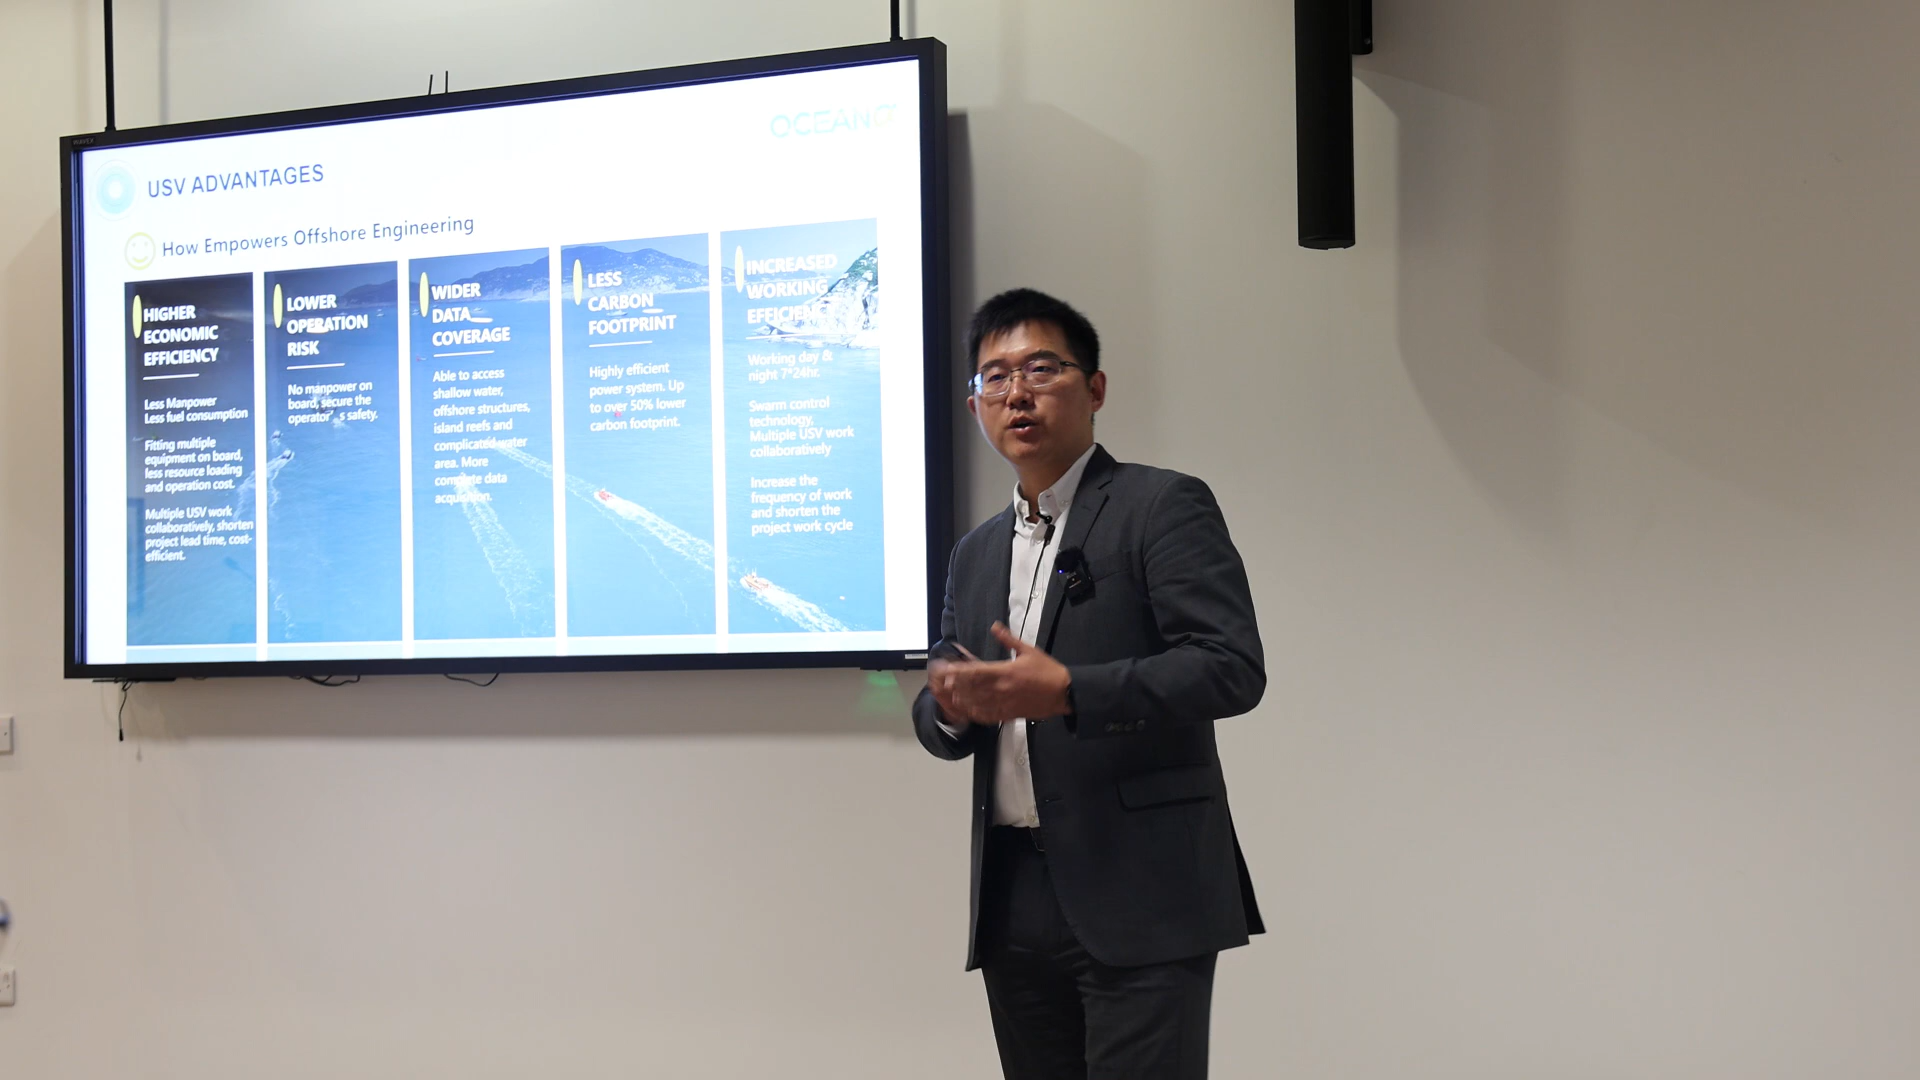 OCEANα
USV ADVANTAGES
How Empowers Offshore Engineering
HIGHER
ECONOMIC
EFFICIENCY
Less Manpower
Less fuel consumption
Fitting multiple
equipment on board,
less resource loading
and operation cost.
Multiple USV work
collaboratively, shorten
project lead time, cost-
efficient.
LOWER
OPERATION
RISK
No manpower on
board, secure the
operator's safety.
WIDER
DATA
COVERAGE
Able to access
shallow water,
offshore structures,
island reefs and
complicated water
area. More
complete data
acquisition.
LESS
CARBON
FOOTPRINT
Highly efficient
power system. Up
to over 50% lower
carbon footprint.
INCREASED
WORKING
EFFICIENCY
Working day &
night 7*24hr.
Swarm control
technology,
Multiple USV work
collaboratively
Increase the
frequency of work
and shorten the
project work cycle